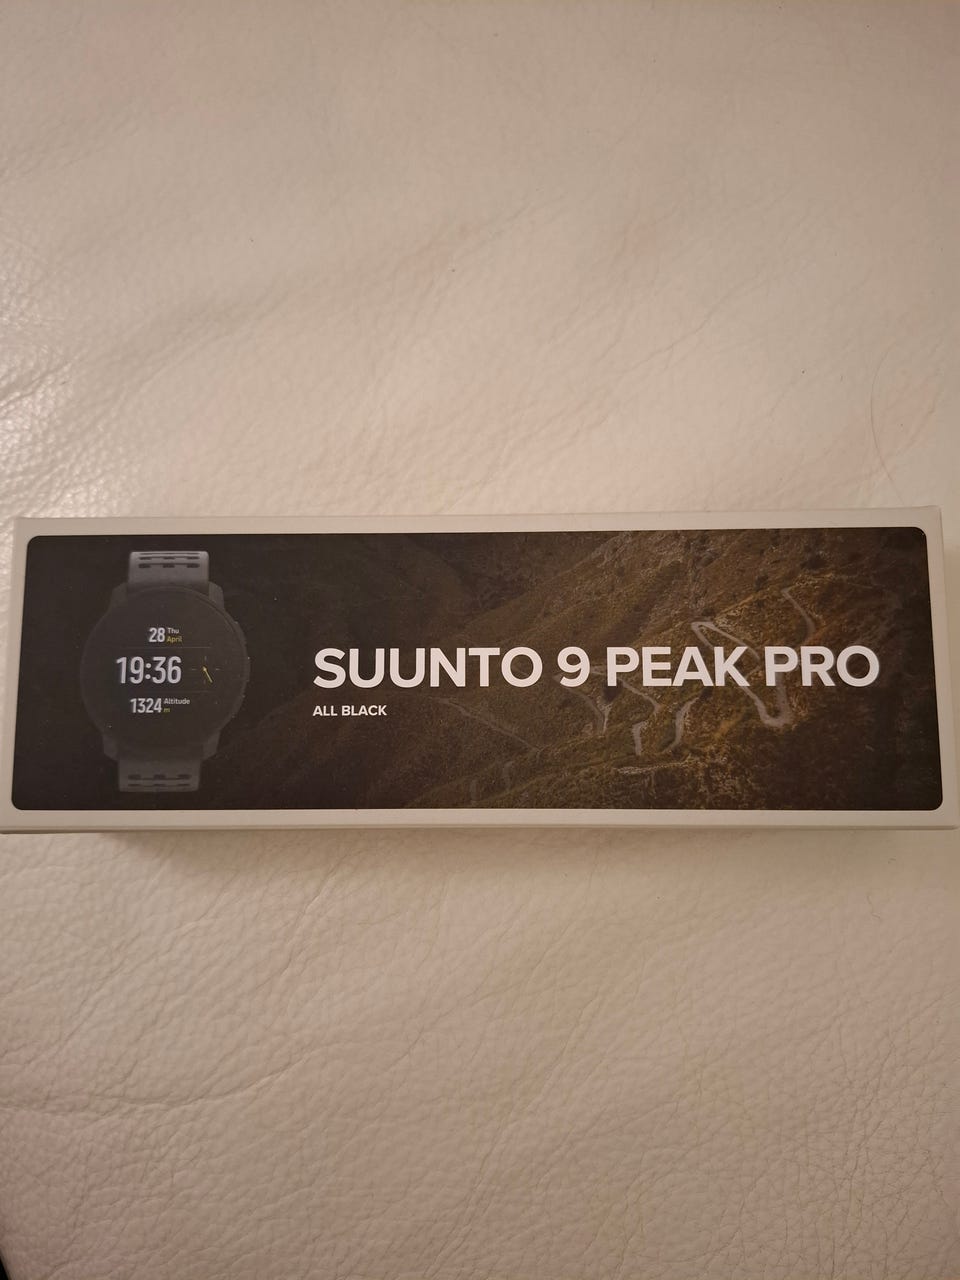 28 Thu April
19:36
1324 Altitude m
SUUNTO 9 PEAK PRO
ALL BLACK